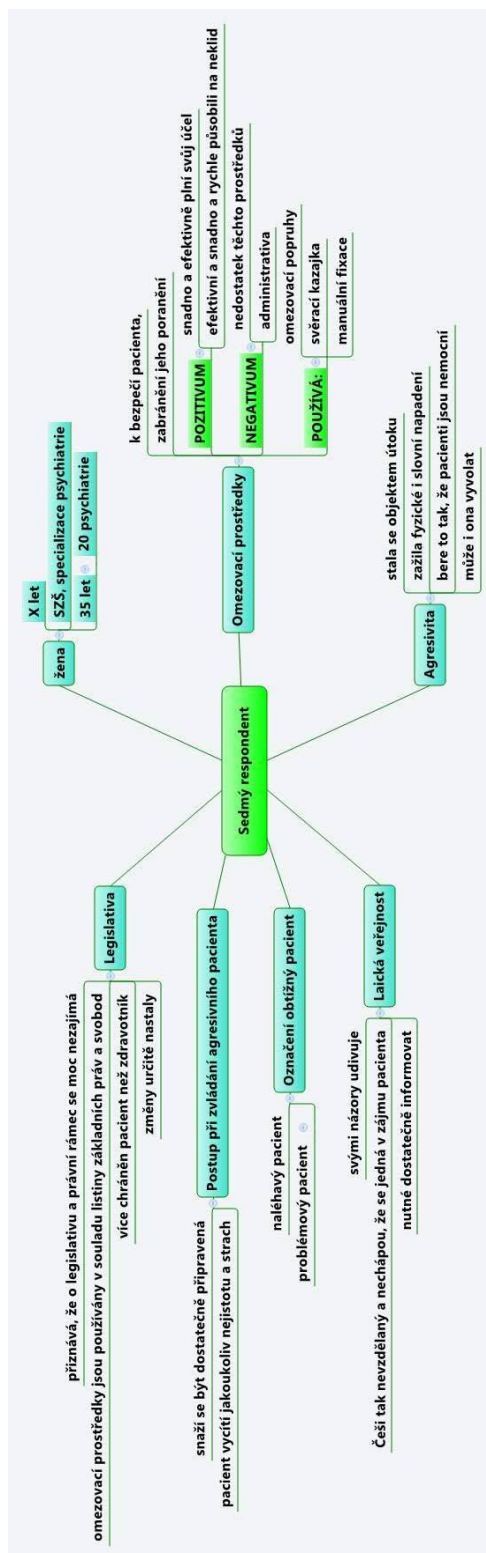 Sedmý respondent
žena
X let
SZŠ, specializace psychiatrie
35 let
20 psychiatrie
Omezovací prostředky
k bezpečí pacienta,
zabránění jeho poranění
POZITIVUM
snadno a efektivně plní svůj účel
efektivní a snadno a rychle působili na neklid
NEGATIVUM
nedostatek těchto prostředků
administrativa
POUŽÍVÁ:
omezovací popruhy
svěrací kazajka
manuální fixace
Agresivita
stala se objektem útoku
zažila fyzické i slovní napadení
bere to tak, že pacienti jsou nemocní
může i ona vyvolat
Legislativa
přiznává, že o legislativu a právní rámec se moc nezajímá
omezovací prostředky jsou používány v souladu listiny základních práv a svobod
více chráněn pacient než zdravotník
změny určitě nastaly
Postup při zvládání agresivního pacienta
snaží se být dostatečně připravená
pacient vycítí jakoukoliv nejistotu a strach
Označení obtížný pacient
naléhavý pacient
problémový pacient
Laická veřejnost
svými názory udivuje
Češi tak nevzdělaný a nechápou, že se jedná v zájmu pacienta
nutné dostatečně informovat